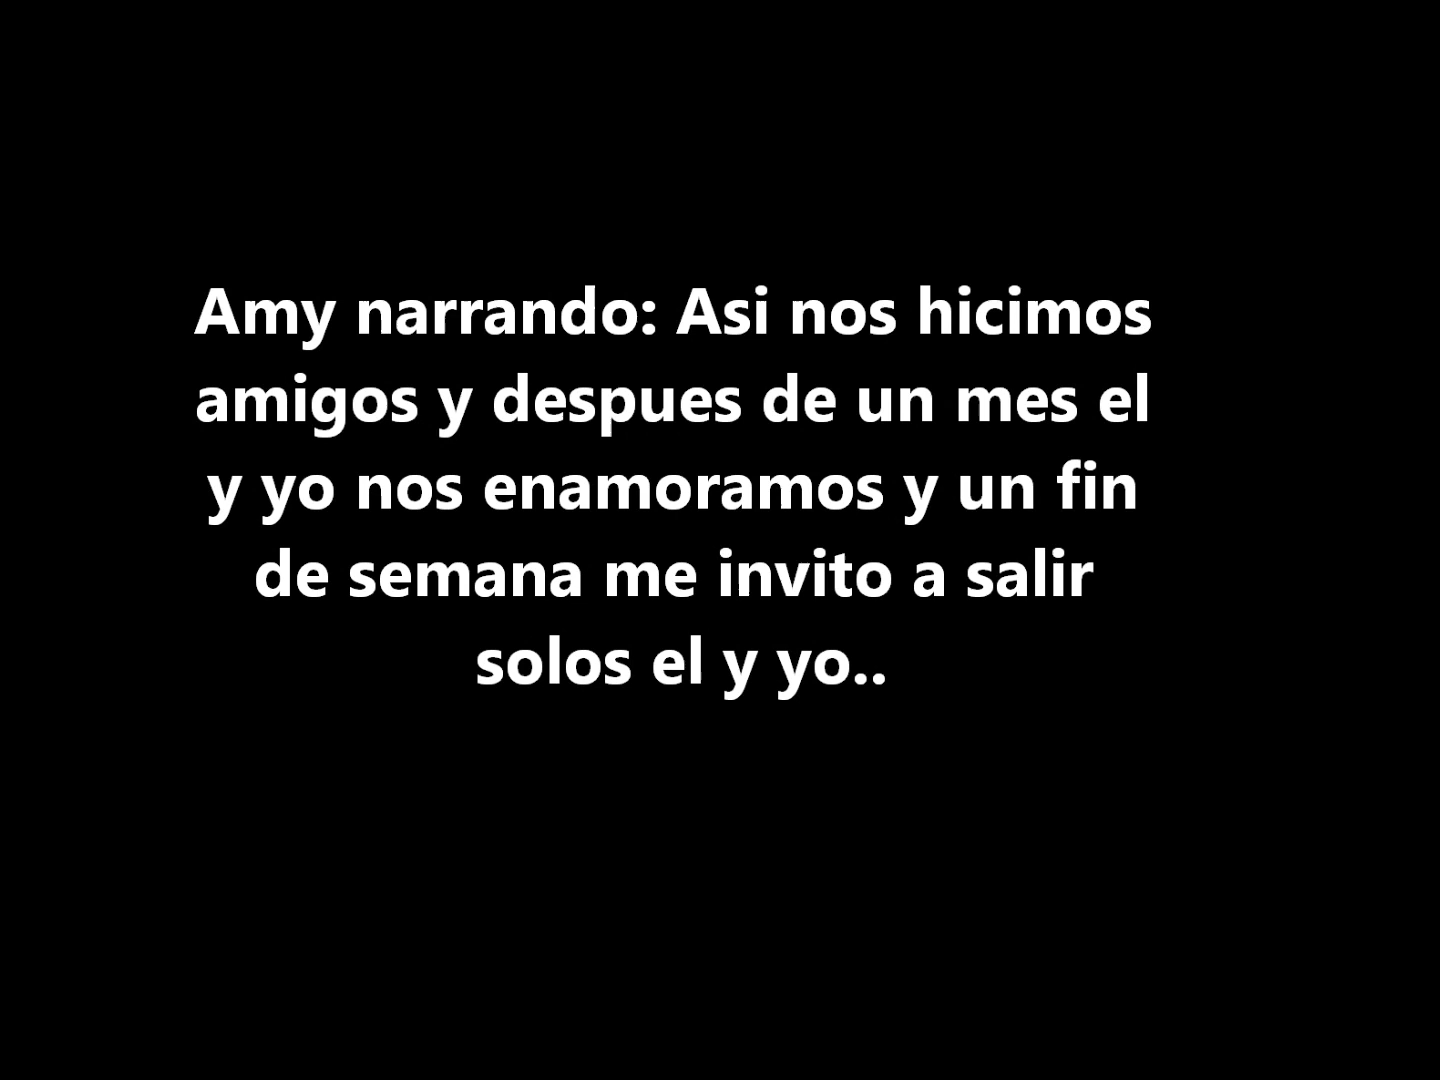 Amy narrando: Asi nos hicimos
amigos y despues de un mes el
y yo nos enamoramos y un fin
de semana me invito a salir
solos el y yo..